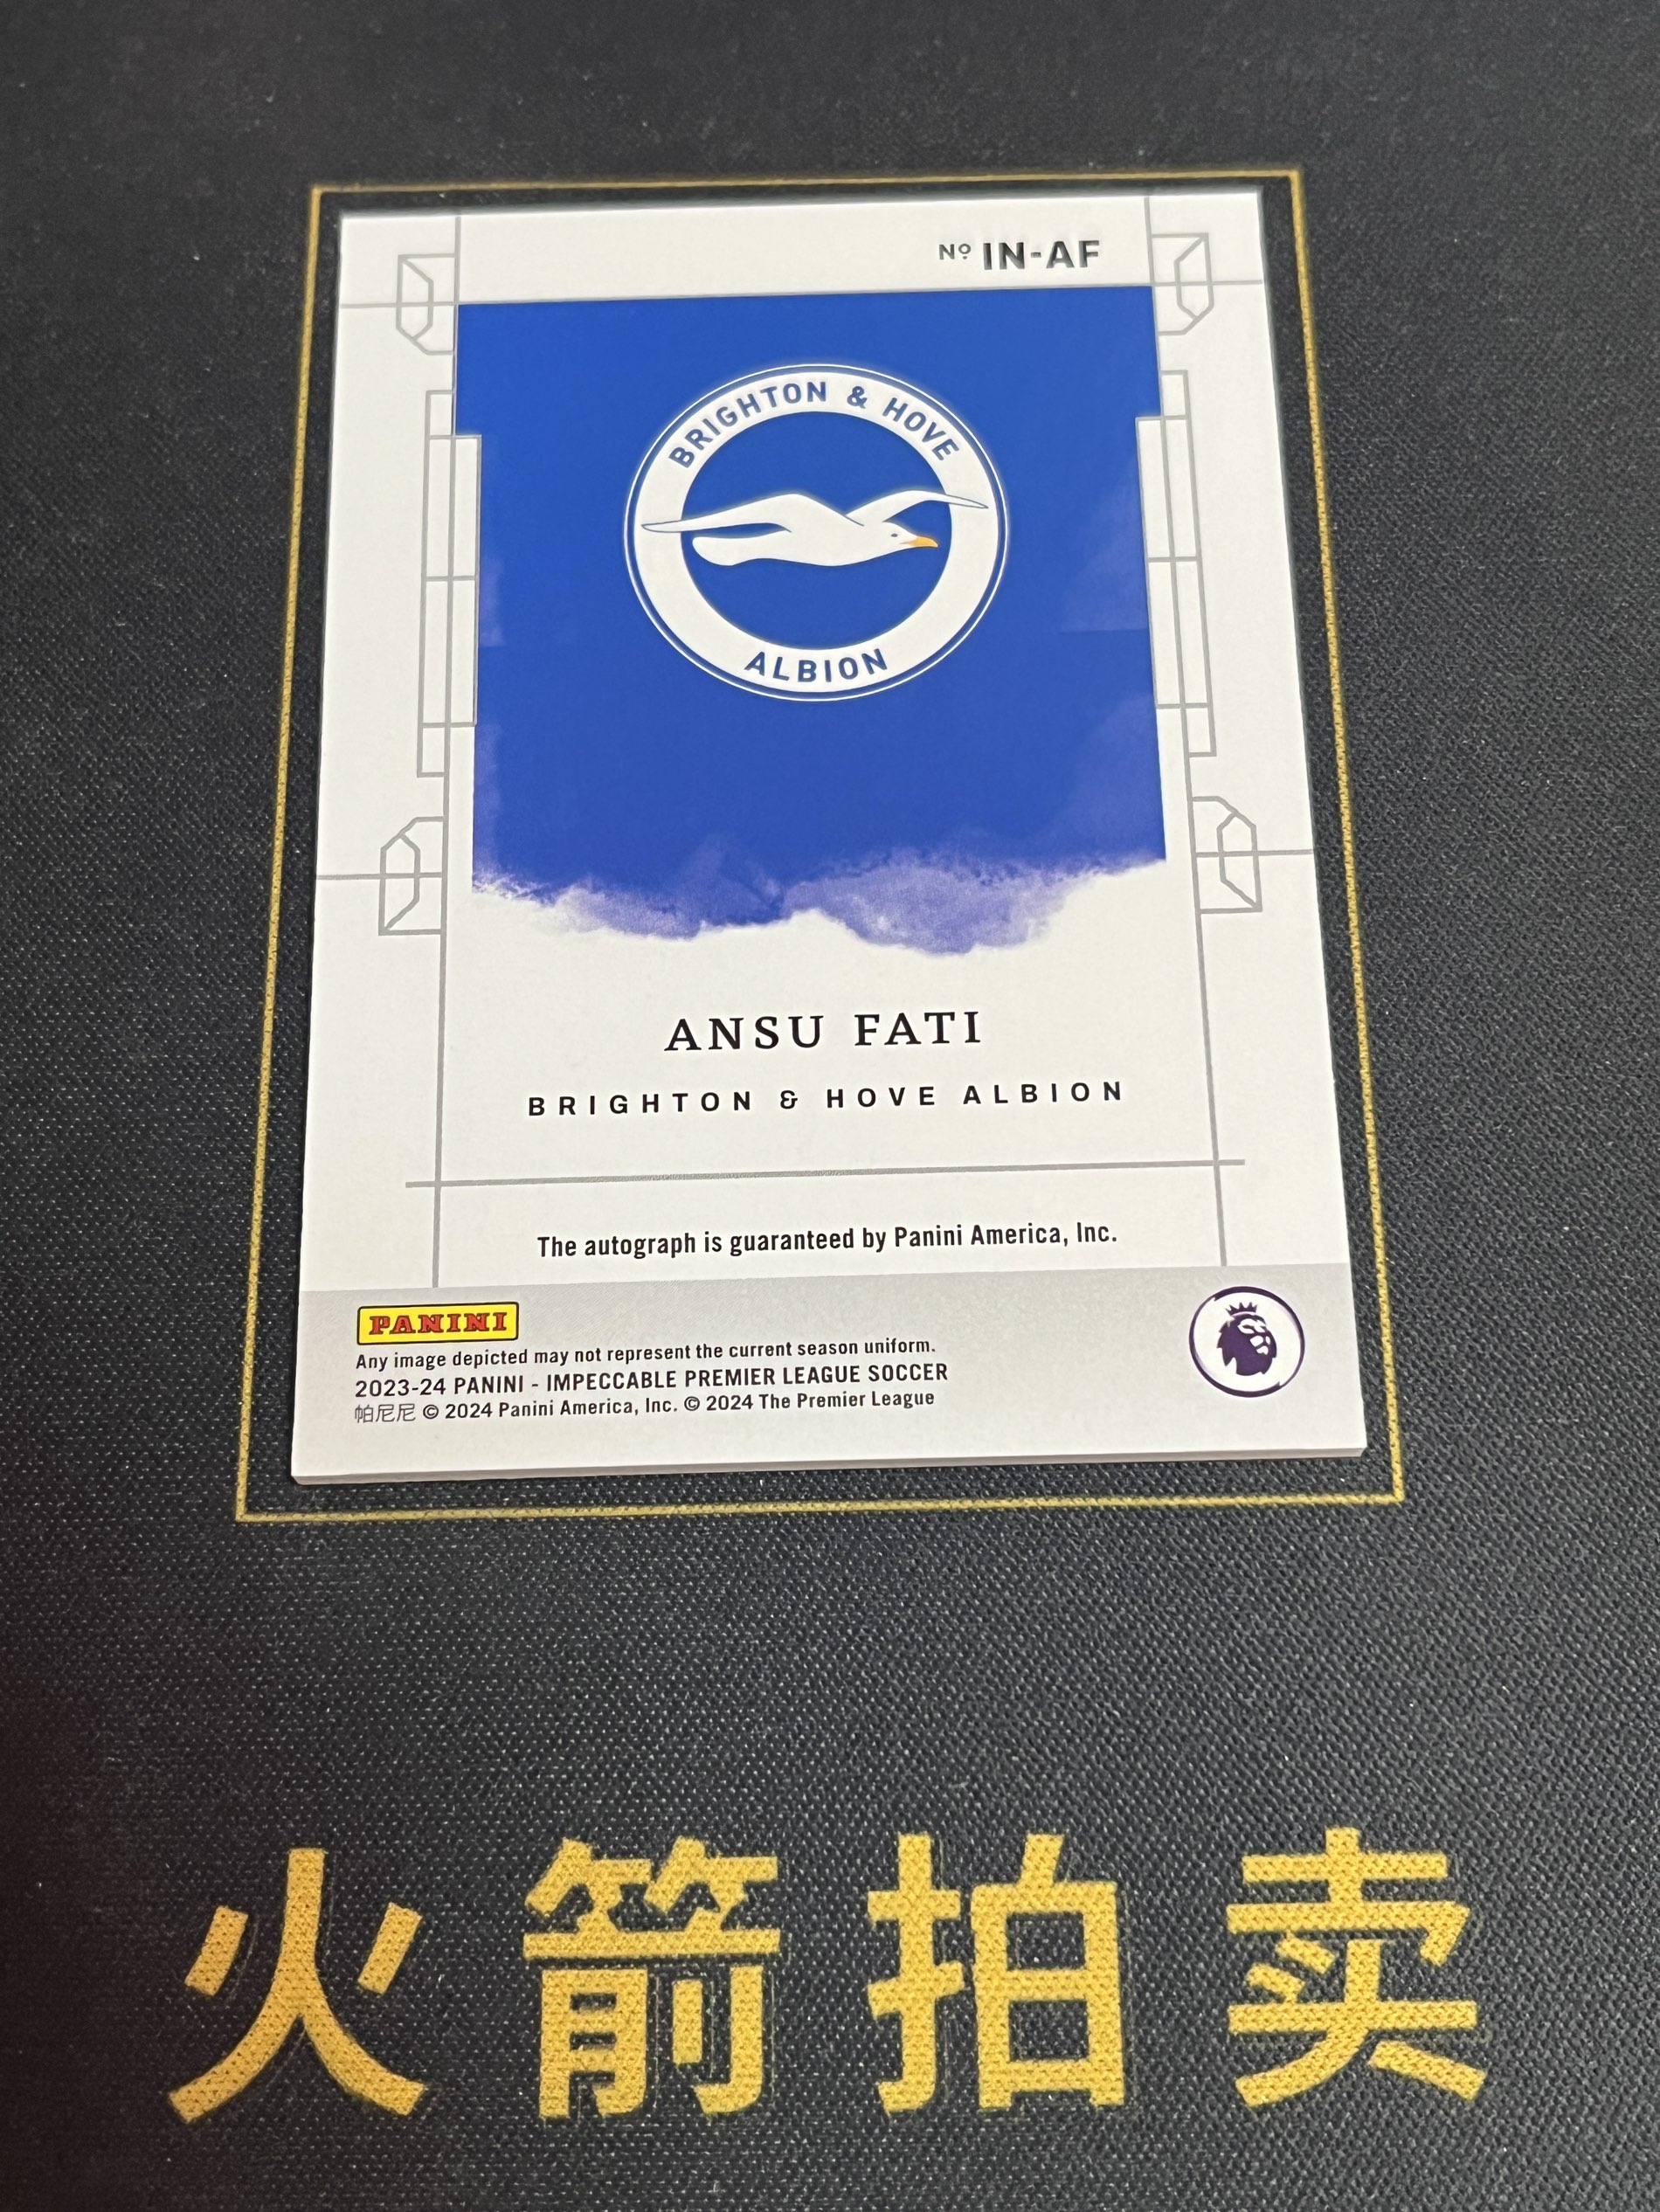 Nº IN-AF
BRIGHTON & HOVE
ALBION
ANSU FATI
BRIGHTON & HOVE ALBION
The autograph is guaranteed by Panini America, Inc.
PANINI
Any image depicted may not represent the current season uniform.
2023-24 PANINI - IMPECCABLE PREMIER LEAGUE SOCCER
帕尼尼 © 2024 Panini America, Inc. © 2024 The Premier League
火箭拍卖